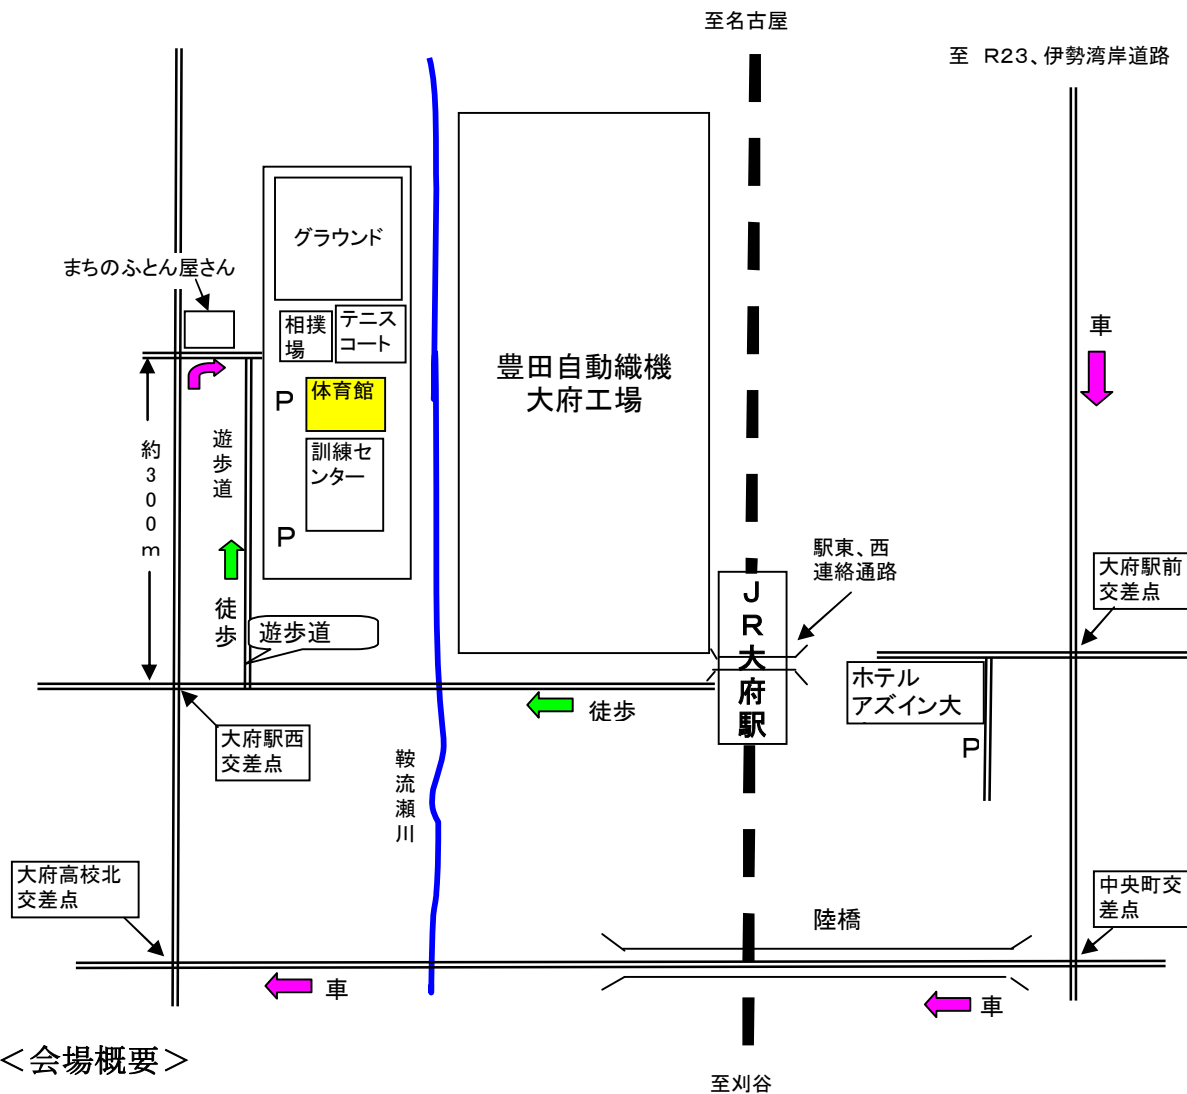 至名古屋
至 R23、伊勢湾岸道路
グラウンド
まちのふとん屋さん
相撲
場
テニス
コート
車
豊田自動織機
大府工場
P
体育館
遊歩道
約300m
訓練セ
ンター
P
駅東、西
連絡通路
大府駅前
交差点
JR大府駅
徒歩
遊歩道
ホテル
アズイン大
徒歩
大府駅西
交差点
P
鞍流瀬川
大府高校北
交差点
中央町交
差点
陸橋
車
車
<会場概要>
至刈谷